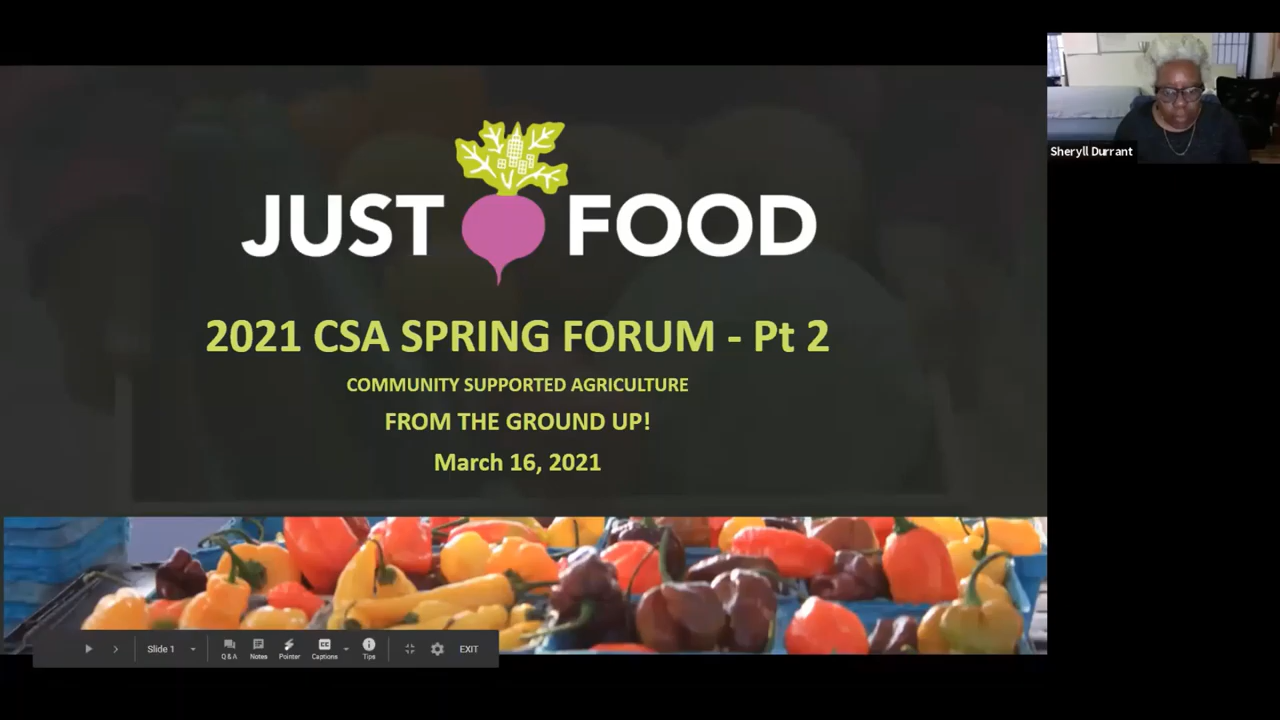 JUST FOOD
2021 CSA SPRING FORUM - Pt 2
COMMUNITY SUPPORTED AGRICULTURE
FROM THE GROUND UP!
March 16, 2021
Sheryll Durrant
Slide 1
Q & A
Notes
Pointer
Captions
Tips
EXIT